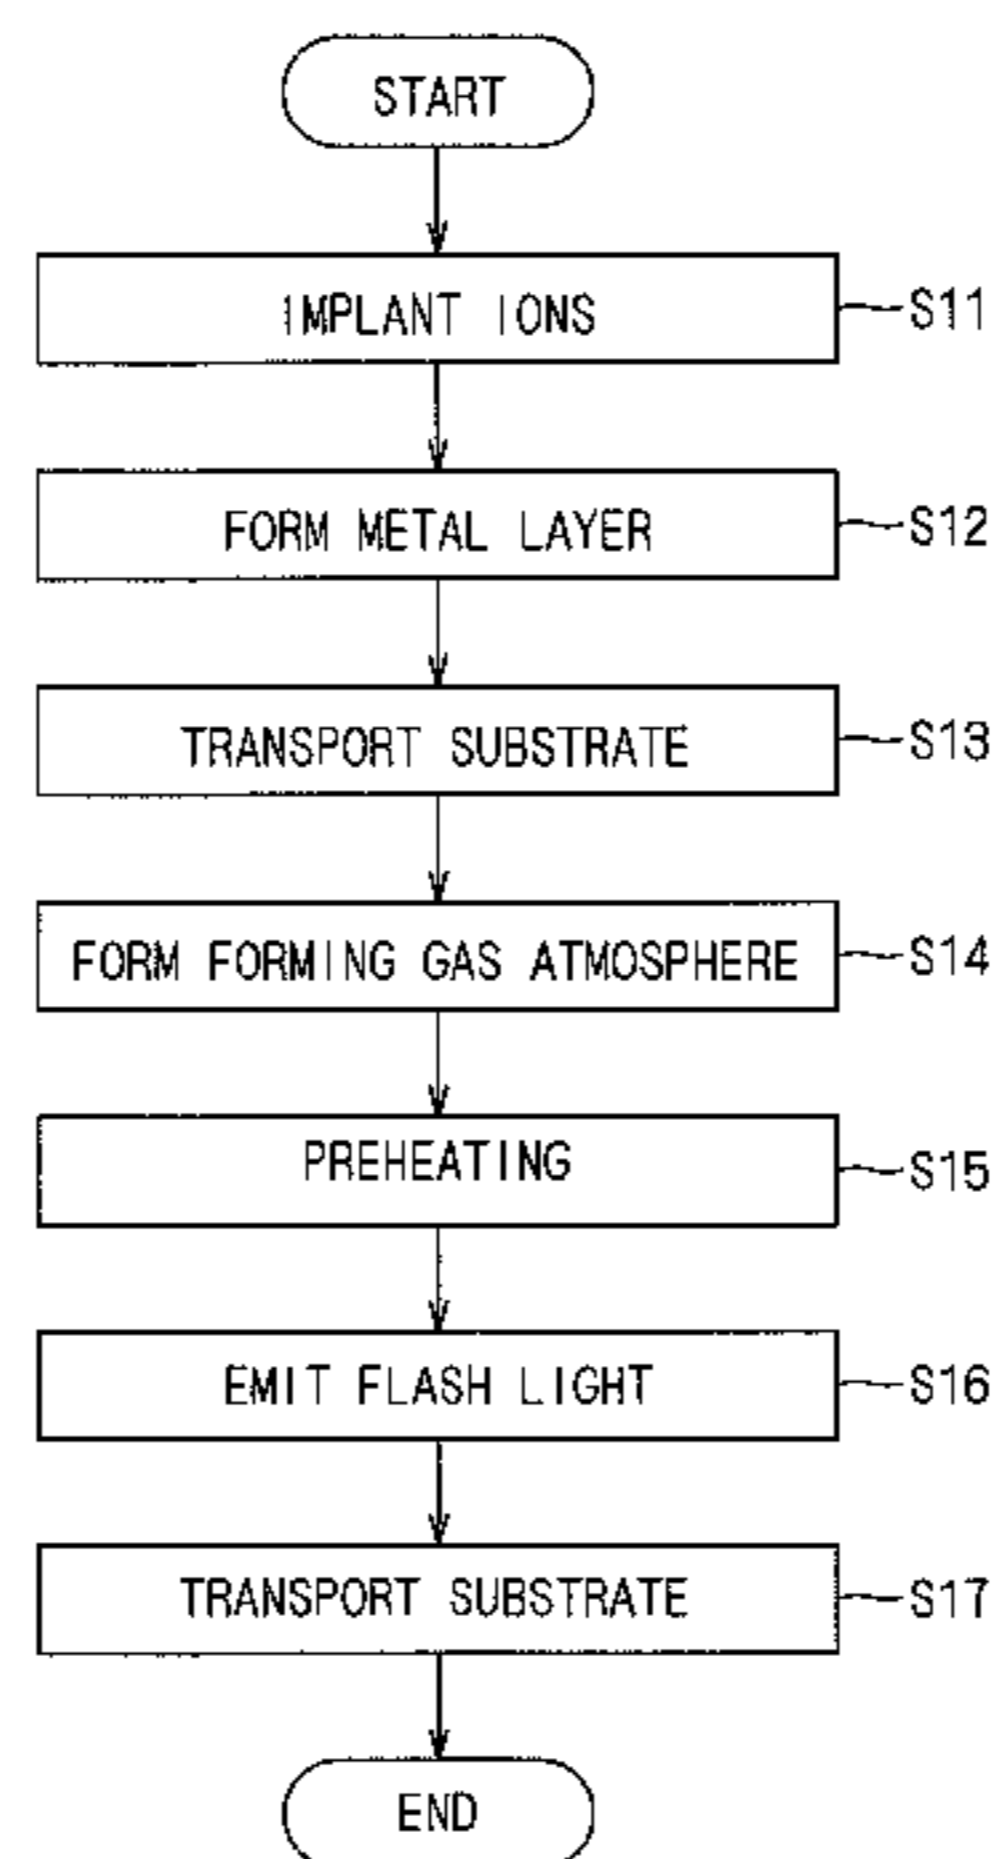 START
IMPLANT IONS
S11
FORM METAL LAYER
S12
TRANSPORT SUBSTRATE
S13
FORM FORMING GAS ATMOSPHERE
S14
PREHEATING
S15
EMIT FLASH LIGHT
S16
TRANSPORT SUBSTRATE
S17
END